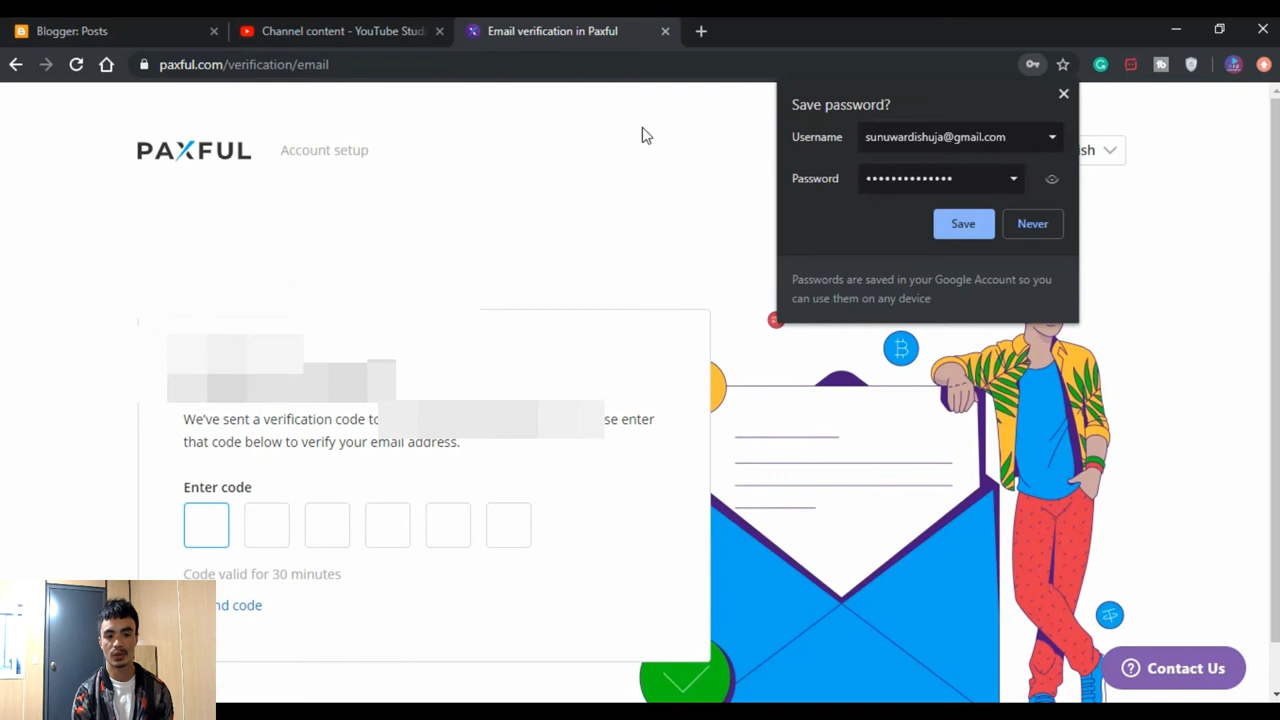 Blogger: Posts
Channel content - YouTube Stud
Email verification in Paxful
paxful.com/verification/email
Save password?
Username
sunuwardishuja@gmail.com
Password
••••••••••••••
Save
Never
Passwords are saved in your Google Account so you
can use them on any device
PAXFUL
Account setup
ish
We've sent a verification code to
se enter
that code below to verify your email address.
Enter code
Code valid for 30 minutes
nd code
Contact Us